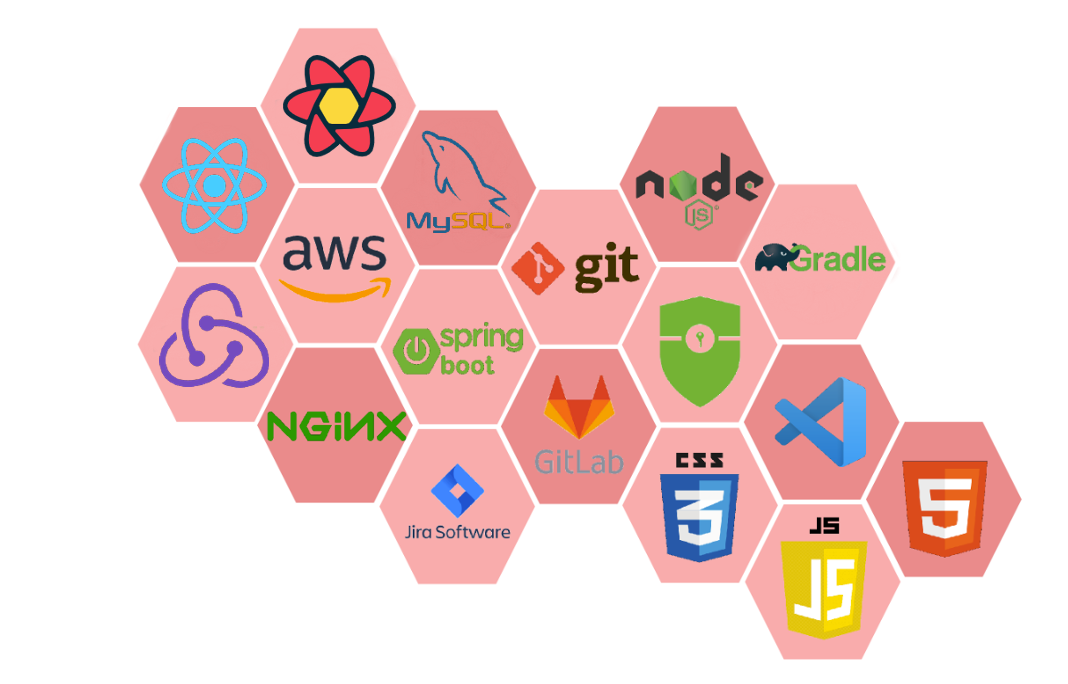 MySQL®
node
JS
aws
git
Gradle
spring
boot
NGiNX
GitLab
CSS
3
Jira Software
5
JS
JS